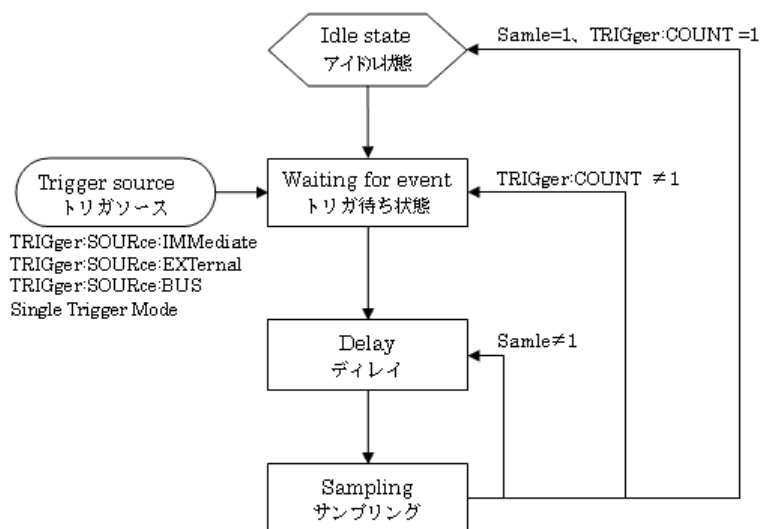 Idle state
アイドル状態
Samle=1、TRIGger:COUNT =1
Trigger source
トリガソース
Waiting for event
トリガ待ち状態
TRIGger:COUNT ≠1
TRIGger:SOURce:IMMediate
TRIGger:SOURce:EXTernal
TRIGger:SOURce:BUS
Single Trigger Mode
Delay
ディレイ
Samle≠1
Sampling
サンプリング